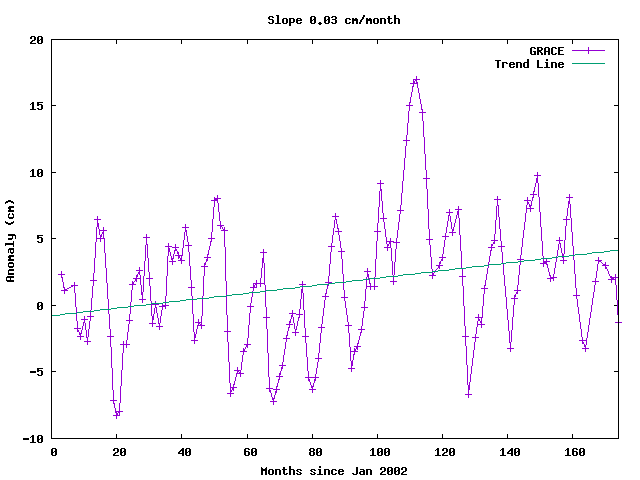 Slope 0.03 cm/month
GRACE
Trend Line
20
15
10
5
0
-5
-10
Anomaly (cm)
0 20 40 60 80 100 120 140 160
Months since Jan 2002